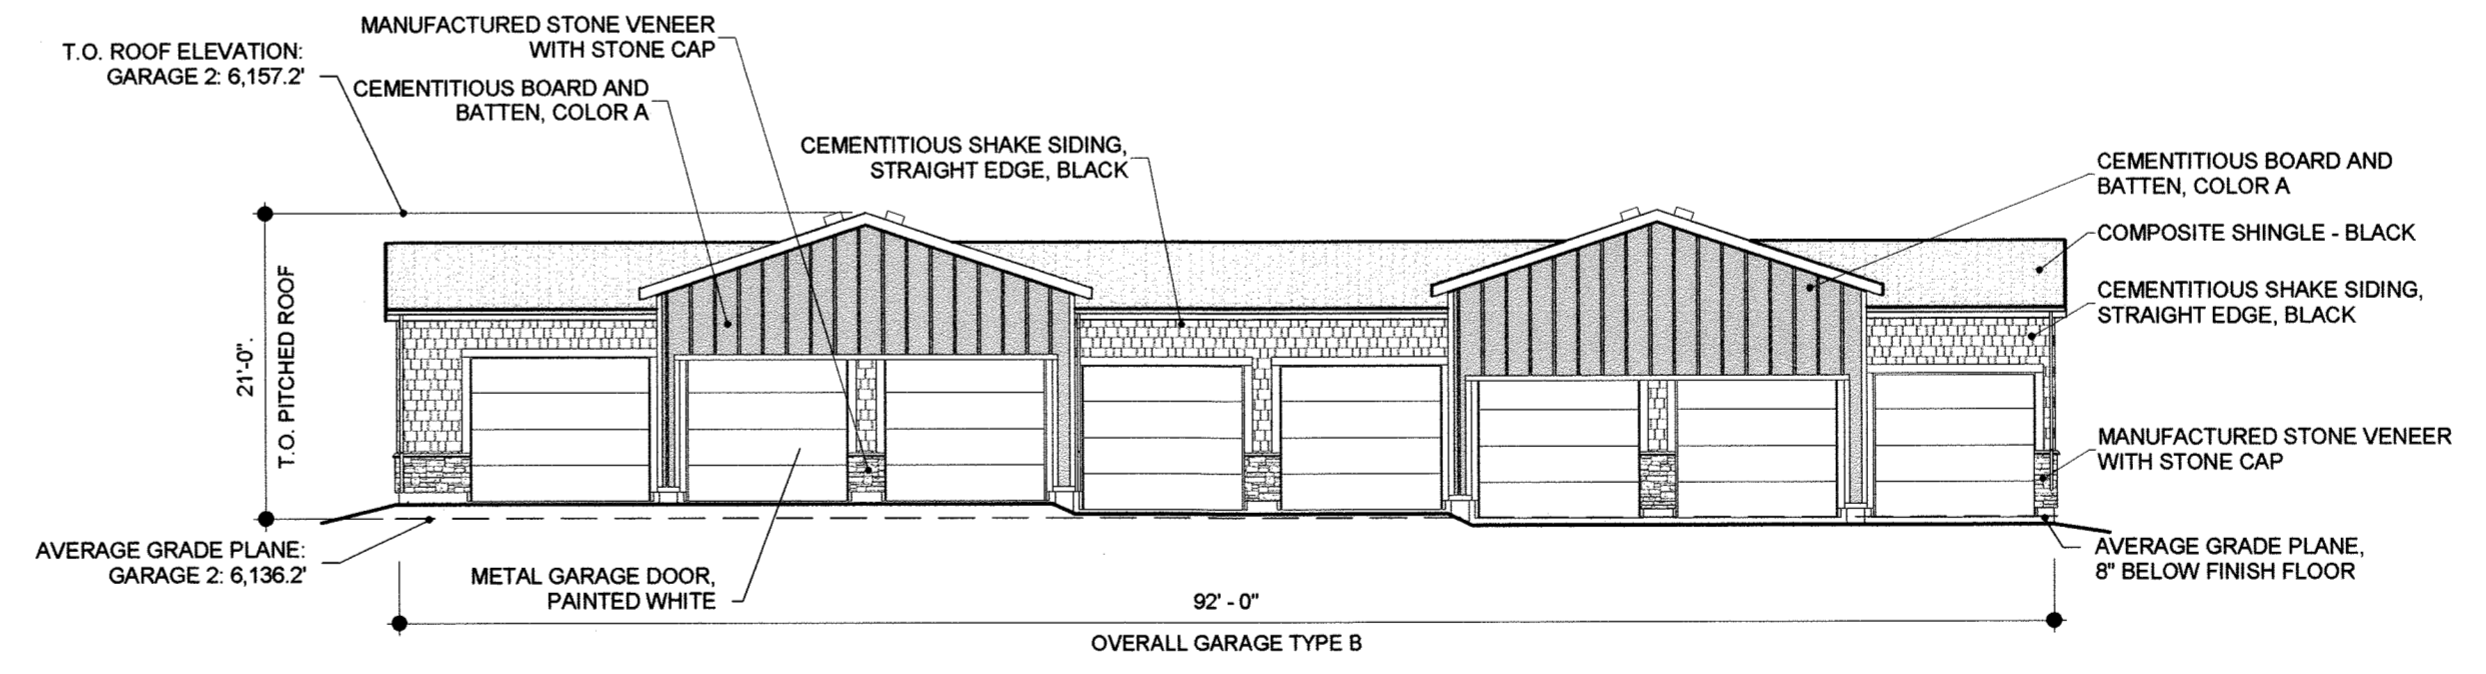 MANUFACTURED STONE VENEER
WITH STONE CAP
T.O. ROOF ELEVATION:
GARAGE 2: 6,157.2'
CEMENTITIOUS BOARD AND
BATTEN, COLOR A
CEMENTITIOUS SHAKE SIDING,
STRAIGHT EDGE, BLACK
CEMENTITIOUS BOARD AND
BATTEN, COLOR A
COMPOSITE SHINGLE - BLACK
CEMENTITIOUS SHAKE SIDING,
STRAIGHT EDGE, BLACK
21'-0".
T.O. PITCHED ROOF
MANUFACTURED STONE VENEER
WITH STONE CAP
AVERAGE GRADE PLANE:
GARAGE 2: 6,136.2'
METAL GARAGE DOOR,
PAINTED WHITE
AVERAGE GRADE PLANE,
8" BELOW FINISH FLOOR
92' - 0"
OVERALL GARAGE TYPE B